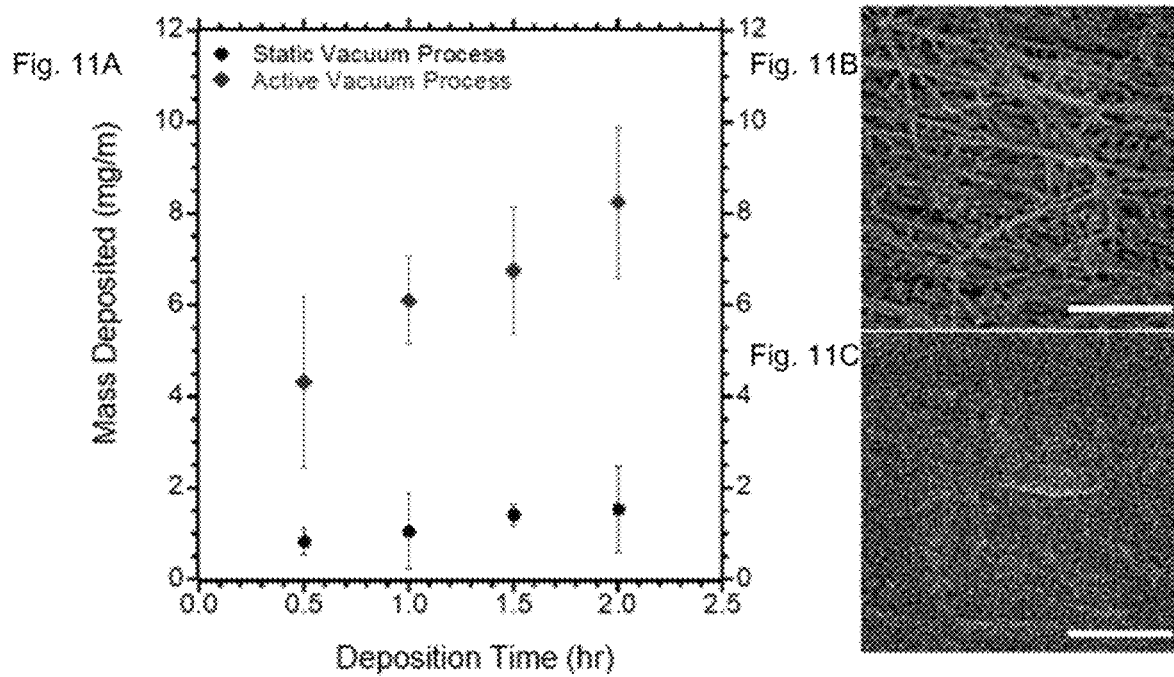 Fig. 11A
Static Vacuum Process
Active Vacuum Process
Mass Deposited (mg/m)
12
10
8
6
4
2
0
0.0 0.5 1.0 1.5 2.0 2.5
Deposition Time (hr)
12
10
8
6
4
2
0
Fig. 11B
Fig. 11C